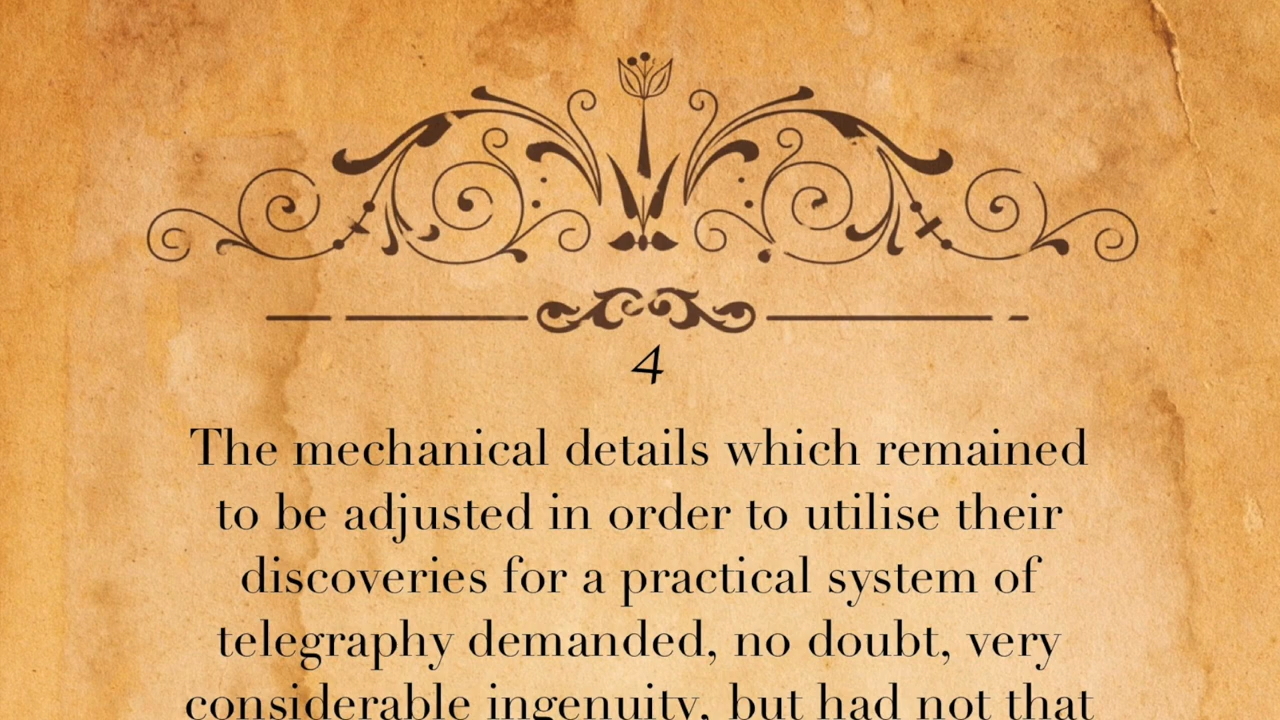 4
The mechanical details which remained
to be adjusted in order to utilise their
discoveries for a practical system of
telegraphy demanded, no doubt, very
considerable ingenuity, but had not that